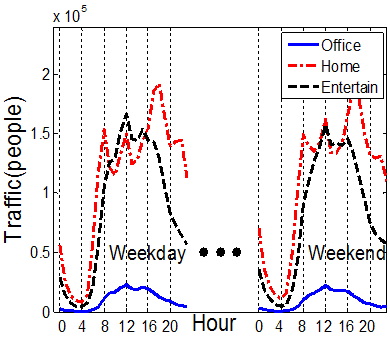 x 10^5
2
1.5
1
0.5
0
Traffic(people)
Office
Home
Entertain
Weekday
Weekend
0 4 8 12 16 20 0 4 8 12 16 20
Hour